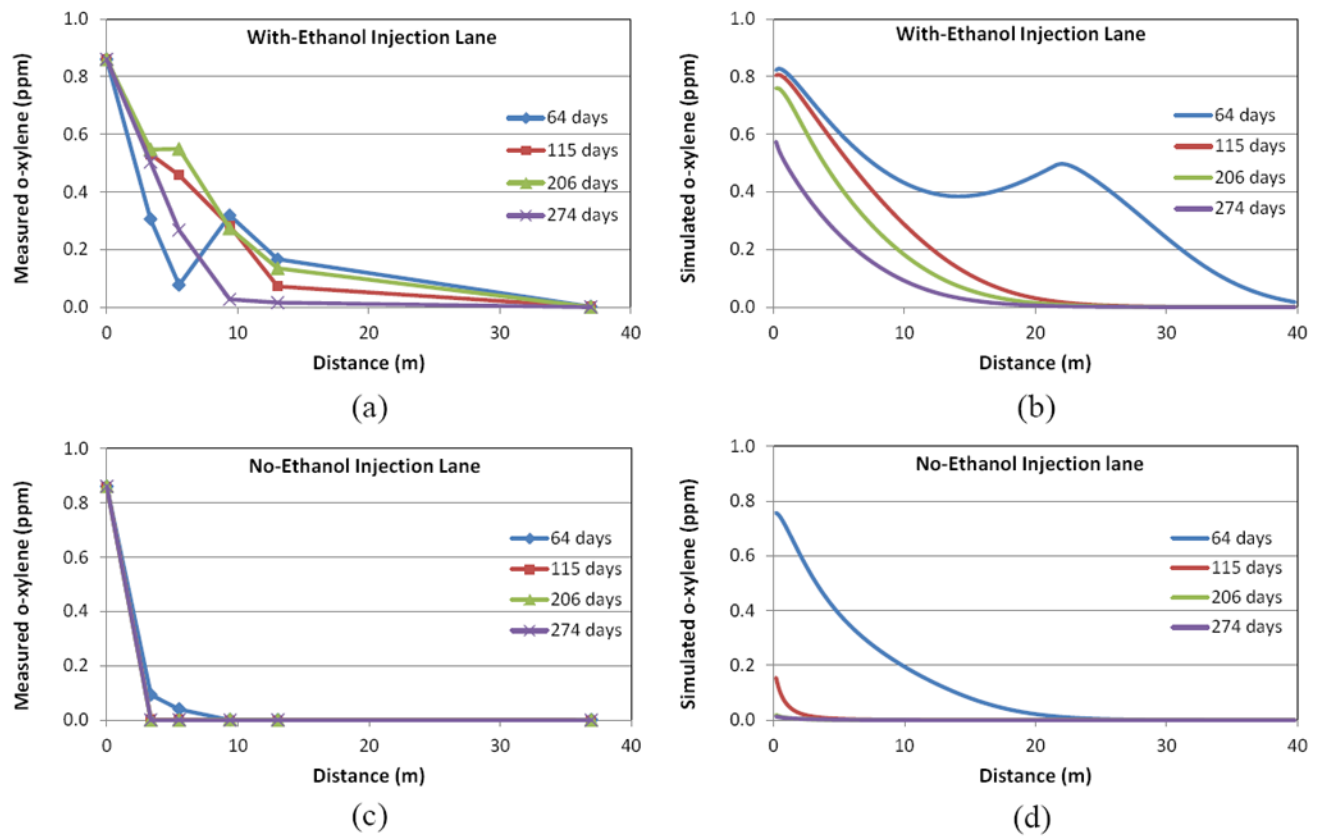 With-Ethanol Injection Lane
Measured o-xylene (ppm)
1.0
0.8
0.6
0.4
0.2
0.0
64 days
115 days
206 days
274 days
0 10 20 30 40
Distance (m)
(a)
With-Ethanol Injection Lane
Simulated o-xylene (ppm)
1.0
0.8
0.6
0.4
0.2
0.0
64 days
115 days
206 days
274 days
0 10 20 30 40
Distance (m)
(b)
No-Ethanol Injection Lane
Measured o-xylene (ppm)
1.0
0.8
0.6
0.4
0.2
0.0
64 days
115 days
206 days
274 days
0 10 20 30 40
Distance (m)
(c)
No-Ethanol Injection lane
Simulated o-xylene (ppm)
1.0
0.8
0.6
0.4
0.2
0.0
64 days
115 days
206 days
274 days
0 10 20 30 40
Distance (m)
(d)